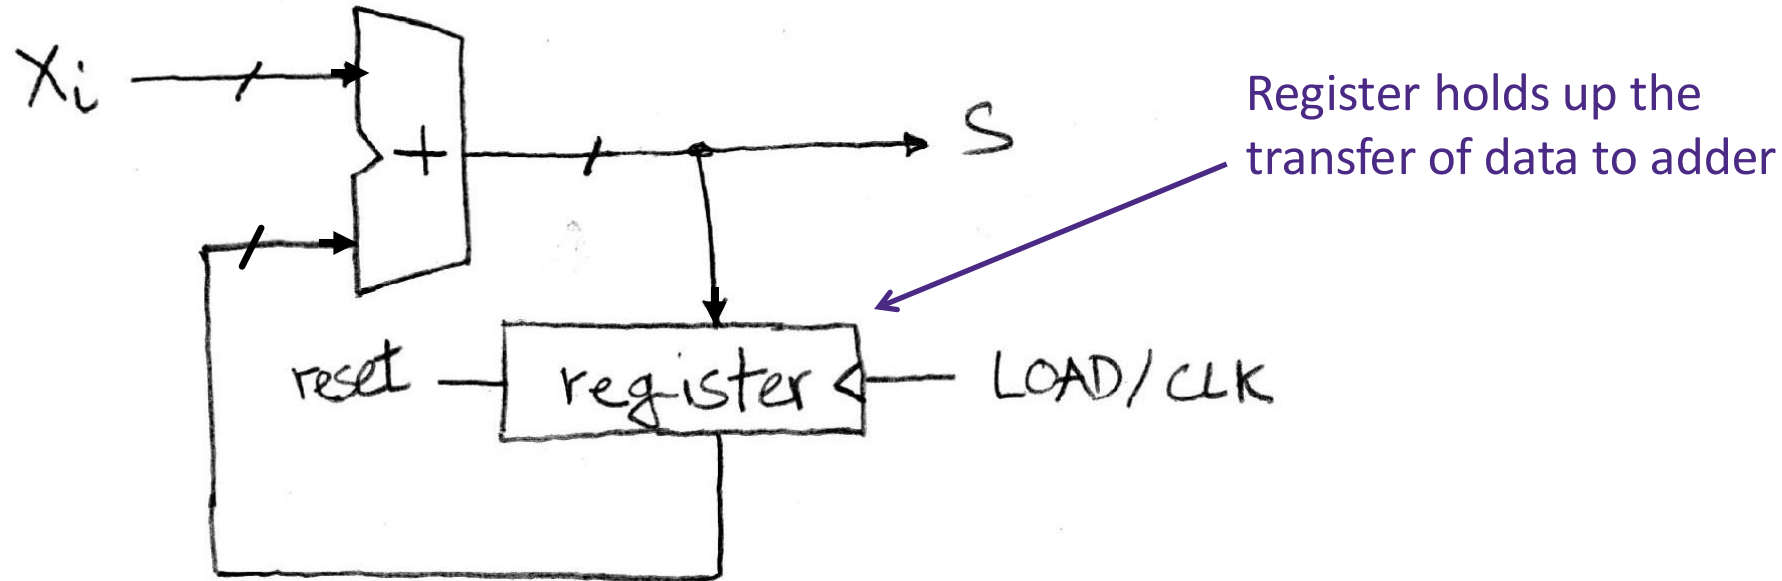 Xi
+
S
Register holds up the
transfer of data to adder
reset
register
LOAD/CLK